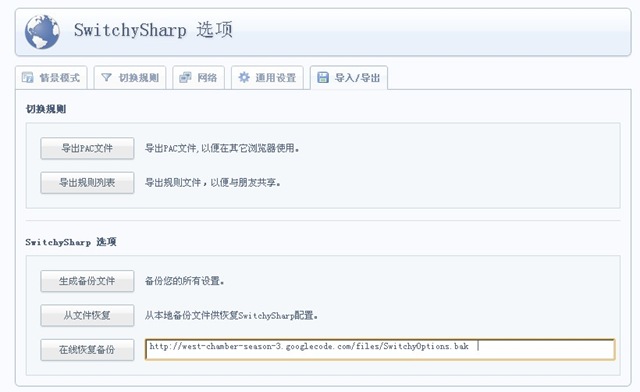 SwitchySharp 选项
情景模式 切换规则 网络 通用设置 导入/导出
切换规则
导出PAC文件 导出PAC文件,以便在其它浏览器使用。
导出规则列表 导出规则文件，以便与朋友共享。
SwitchySharp 选项
生成备份文件 备份您的所有设置。
从文件恢复 从本地备份文件供恢复SwitchySharp配置。
在线恢复备份 http://west-chamber-season-3.googlecode.com/files/SwitchyOptions.bak